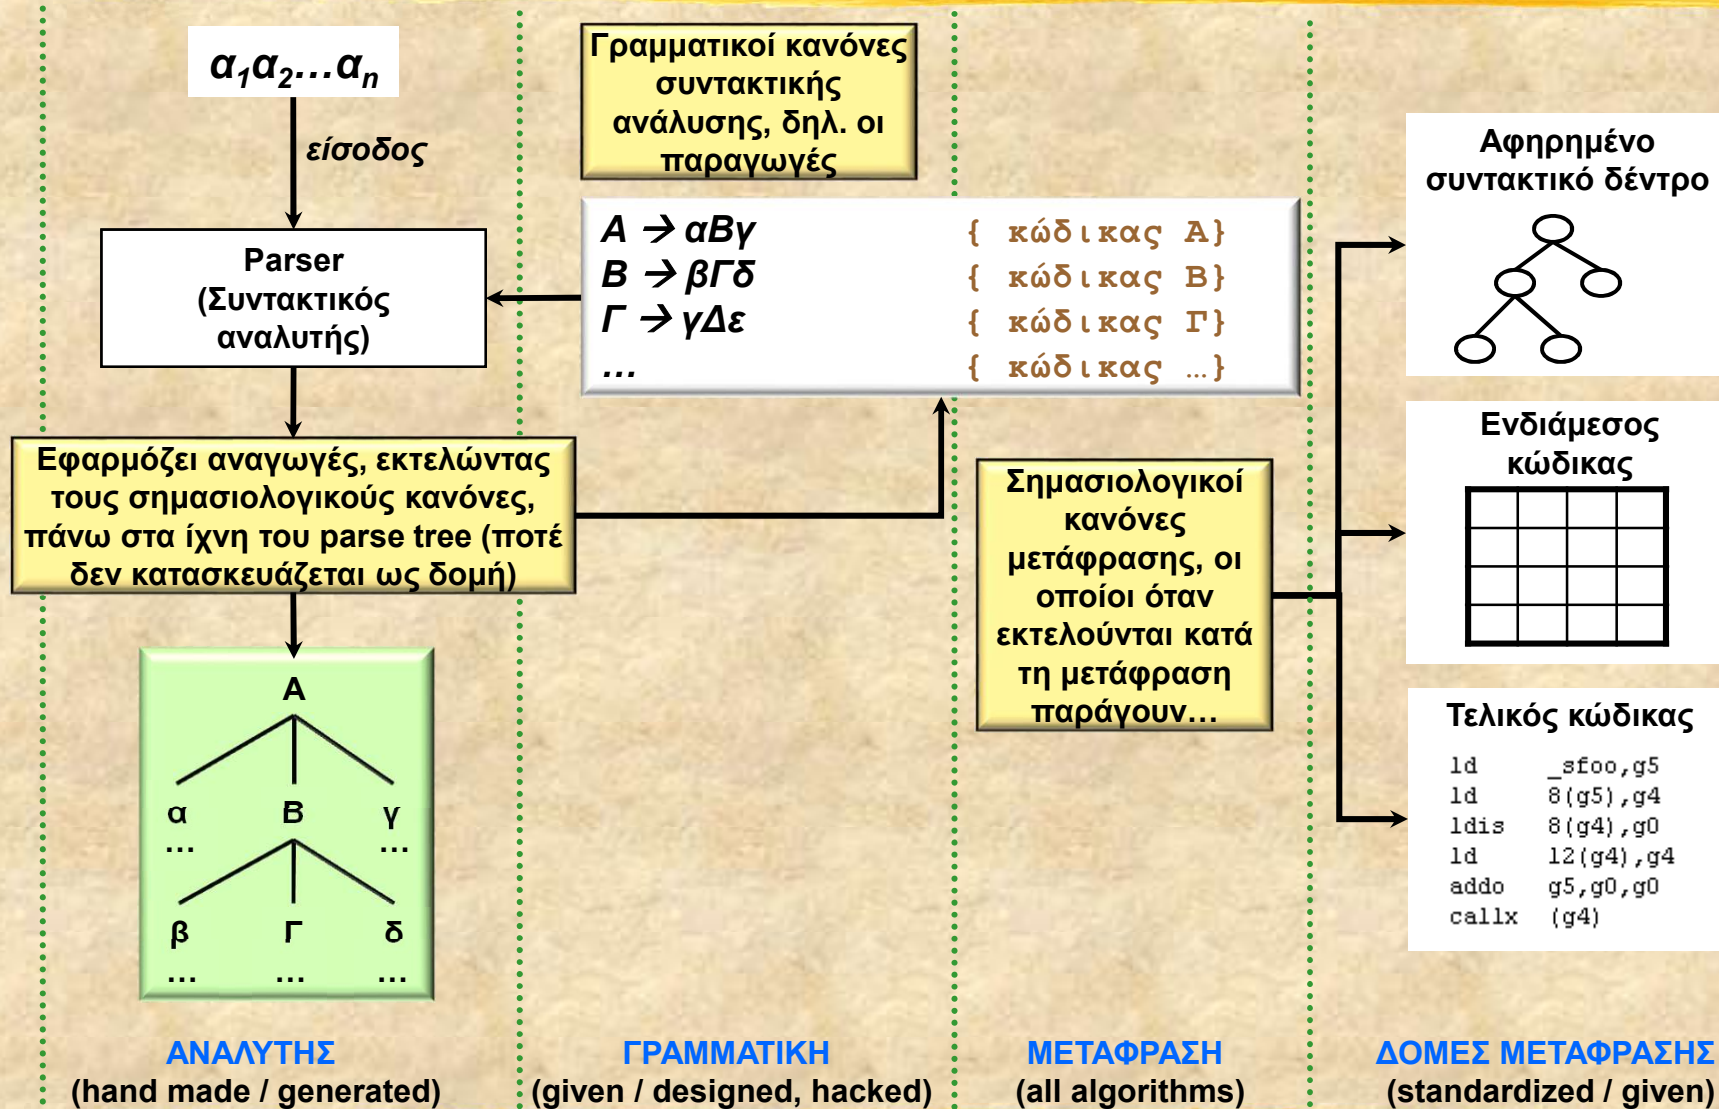 α1α2…αn
είσοδος
Parser
(Συντακτικός
αναλυτής)
Εφαρμόζει αναγωγές, εκτελώντας
τους σημασιολογικούς κανόνες,
πάνω στα ίχνη του parse tree (ποτέ
δεν κατασκευάζεται ως δομή)
Α
α Β γ
… …
β Γ δ
… … …
ΑΝΑΛΥΤΗΣ
(hand made / generated)
Γραμματικοί κανόνες
συντακτικής
ανάλυσης, δηλ. οι
παραγωγές
Α → αΒγ { κώδικας Α}
Β → βΓδ { κώδικας Β}
Γ → γΔε { κώδικας Γ}
… { κώδικας …}
ΓΡΑΜΜΑΤΙΚΗ
(given / designed, hacked)
Σημασιολογικοί
κανόνες
μετάφρασης, οι
οποίοι όταν
εκτελούνται κατά
τη μετάφραση
παράγουν…
ΜΕΤΑΦΡΑΣΗ
(all algorithms)
Αφηρημένο
συντακτικό δέντρο
Ενδιάμεσος
κώδικας
Τελικός κώδικας
ld _sfoo,g5
ld 8(g5),g4
ldis 8(g4),g0
ld 12(g4),g4
addo g5,g0,g0
callx (g4)
ΔΟΜΕΣ ΜΕΤΑΦΡΑΣΗΣ
(standardized / given)